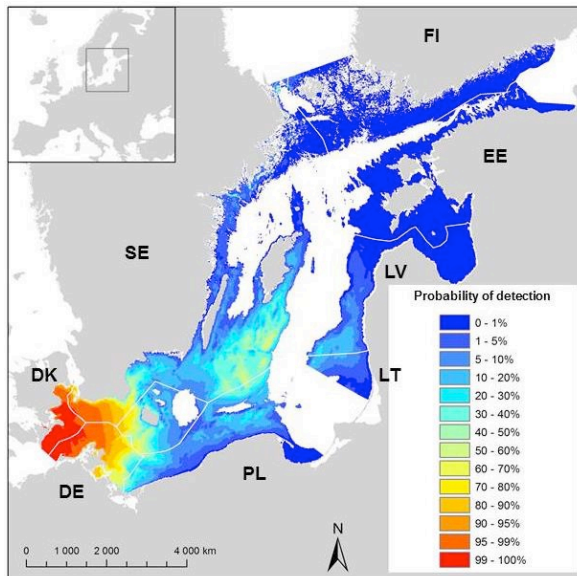 FI
EE
SE
LV
Probability of detection
0 - 1%
1 - 5%
5 - 10%
10 - 20%
20 - 30%
30 - 40%
40 - 50%
50 - 60%
60 - 70%
70 - 80%
80 - 90%
90 - 95%
95 - 99%
99 - 100%
LT
DK
DE
PL
N
0 1 000 2 000 4 000 km